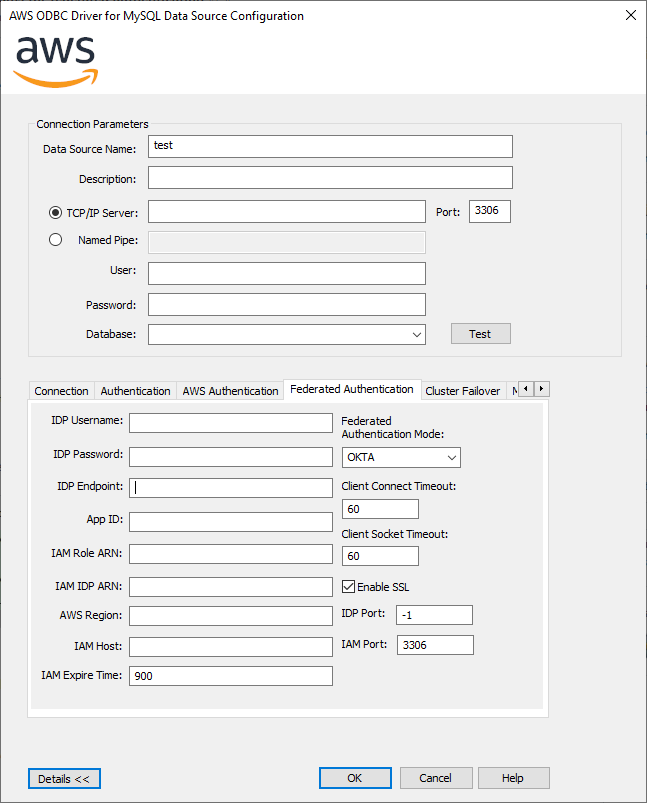 AWS ODBC Driver for MySQL Data Source Configuration
aws
Connection Parameters
Data Source Name: test
Description:
TCP/IP Server: Port: 3306
Named Pipe:
User:
Password:
Database: Test
Connection Authentication AWS Authentication Federated Authentication Cluster Failover
IDP Username: Federated
Authentication Mode:
IDP Password: OKTA
IDP Endpoint: Client Connect Timeout:
60
App ID:
Client Socket Timeout:
IAM Role ARN: 60
IAM IDP ARN: Enable SSL
AWS Region: IDP Port: -1
IAM Host: IAM Port: 3306
IAM Expire Time: 900
Details << OK Cancel Help